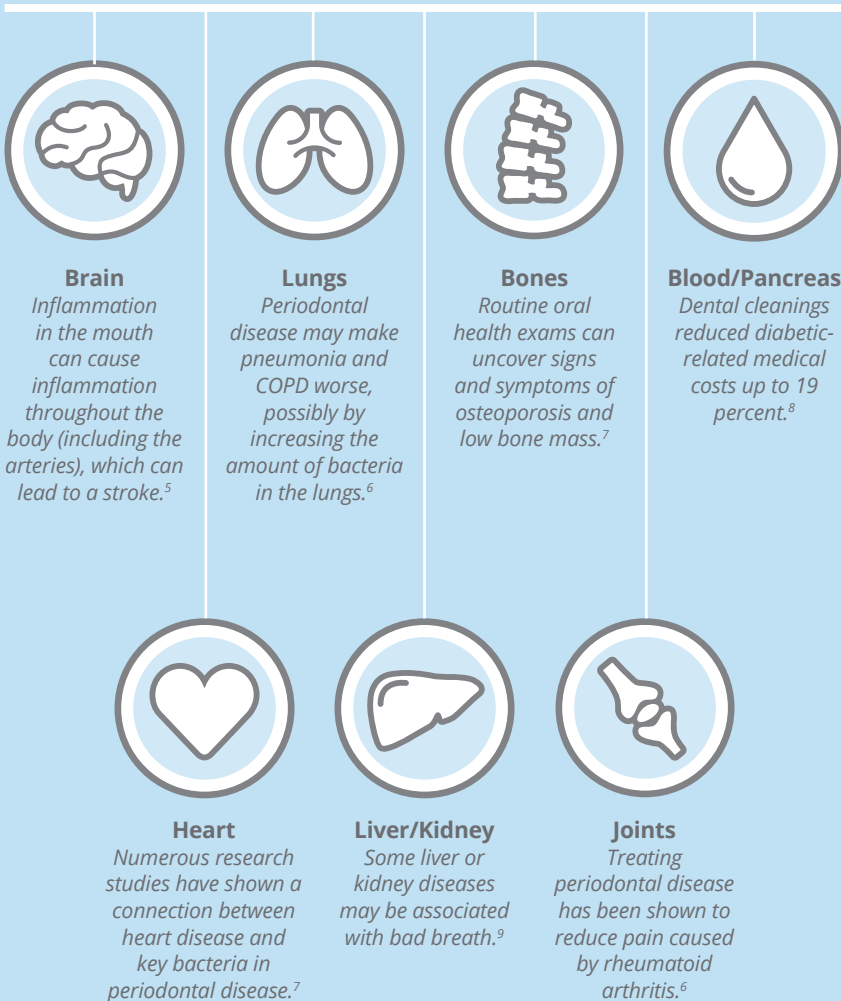 Brain
Inflammation
in the mouth
can cause
inflammation
throughout the
body (including the
arteries), which can
lead to a stroke.5
Lungs
Periodontal
disease may make
pneumonia and
COPD worse,
possibly by
increasing the
amount of bacteria
in the lungs.6
Bones
Routine oral
health exams can
uncover signs
and symptoms of
osteoporosis and
low bone mass.7
Blood/Pancreas
Dental cleanings
reduced diabetic-
related medical
costs up to 19
percent.8
Heart
Numerous research
studies have shown a
connection between
heart disease and
key bacteria in
periodontal disease.7
Liver/Kidney
Some liver or
kidney diseases
may be associated
with bad breath.9
Joints
Treating
periodontal disease
has been shown to
reduce pain caused
by rheumatoid
arthritis.6